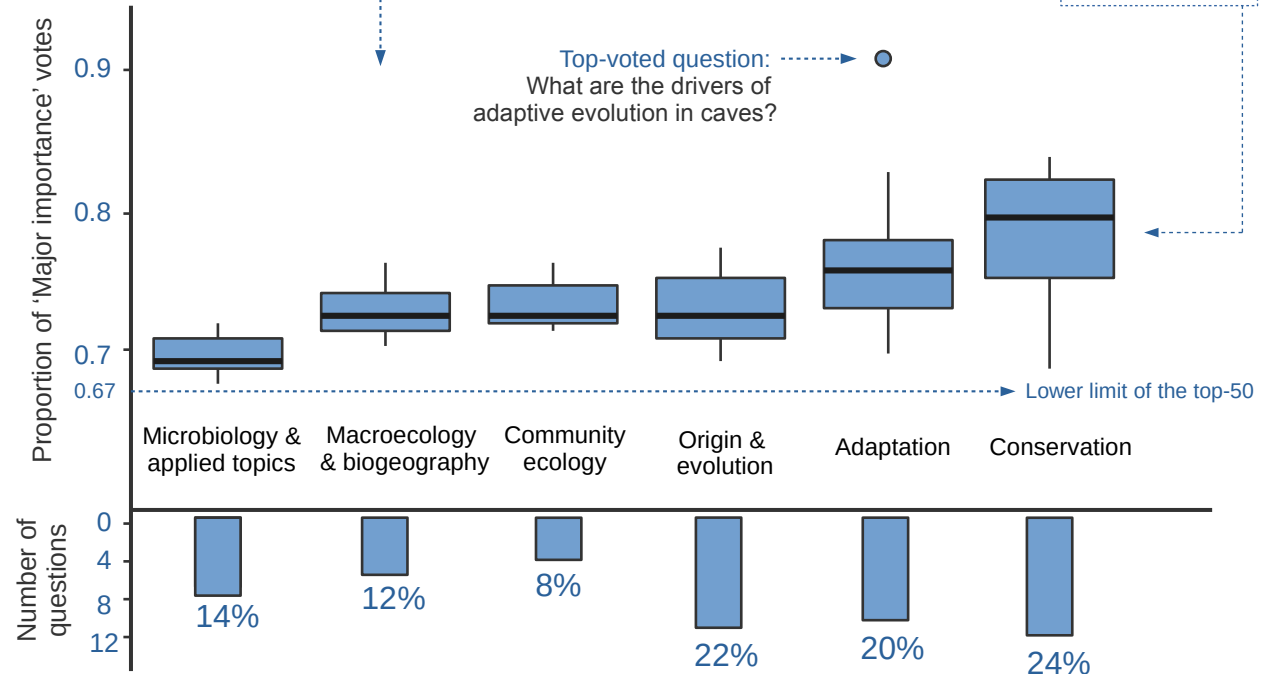 Proportion of ‘Major importance’ votes
0.9
0.8
0.7
0.67
Top-voted question:
What are the drivers of
adaptive evolution in caves?
Lower limit of the top-50
Microbiology &
applied topics
Macroecology
& biogeography
Community
ecology
Origin &
evolution
Adaptation
Conservation
Number of
questions
0
4
8
12
14%
12%
8%
22%
20%
24%